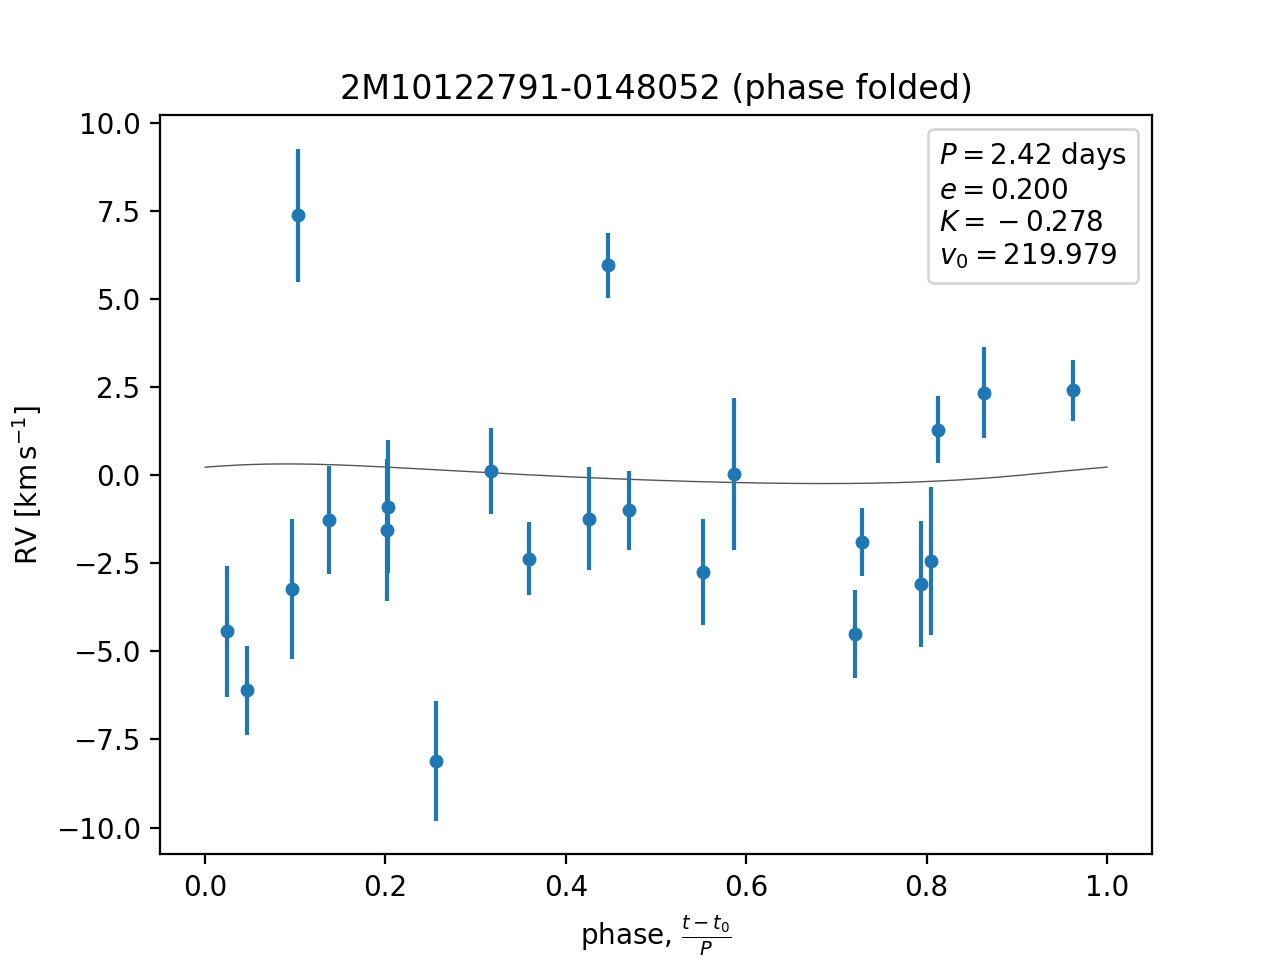 2M10122791-0148052 (phase folded)
P = 2.42 days
e = 0.200
K = −0.278
v₀ = 219.979
RV [km s⁻¹]
10.0
7.5
5.0
2.5
0.0
−2.5
−5.0
−7.5
−10.0
0.0 0.2 0.4 0.6 0.8 1.0
phase, (t − t₀)/P